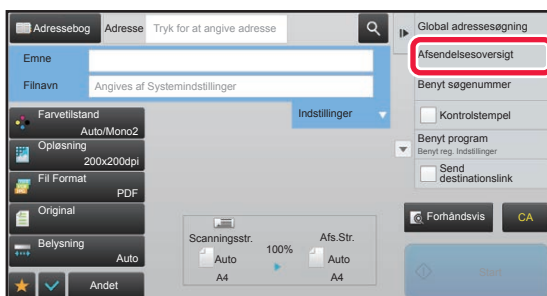 Adressebog
Adresse
Tryk for at angive adresse
Emne
Filnavn
Angives af Systemindstillinger
Indstillinger
Farvetilstand
Auto/Mono2
Opløsning
200x200dpi
Fil Format
PDF
Original
Belysning
Auto
Andet
Scanningsstr.
Auto
A4
100%
Afs.Str.
Auto
A4
Global adressesøgning
Afsendelsesoversigt
Benyt søgenummer
Kontrolstempel
Benyt program
Benyt reg. Indstillinger
Send
destinationslink
Forhåndsvis
CA
Start